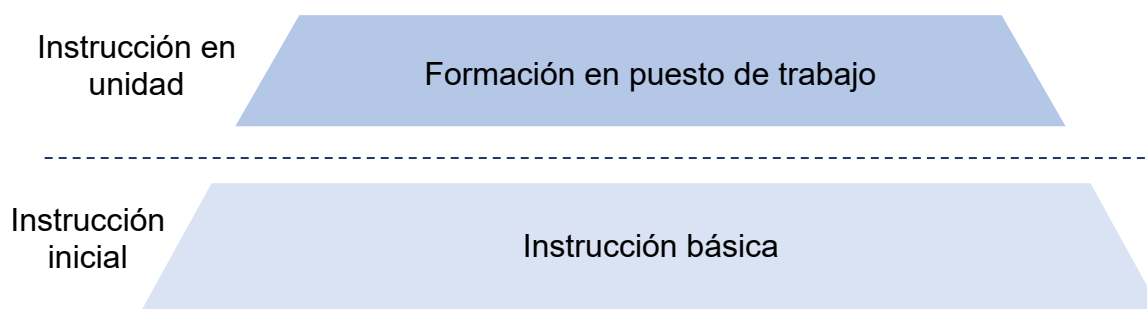 Instrucción en
unidad
Formación en puesto de trabajo
Instrucción
inicial
Instrucción básica